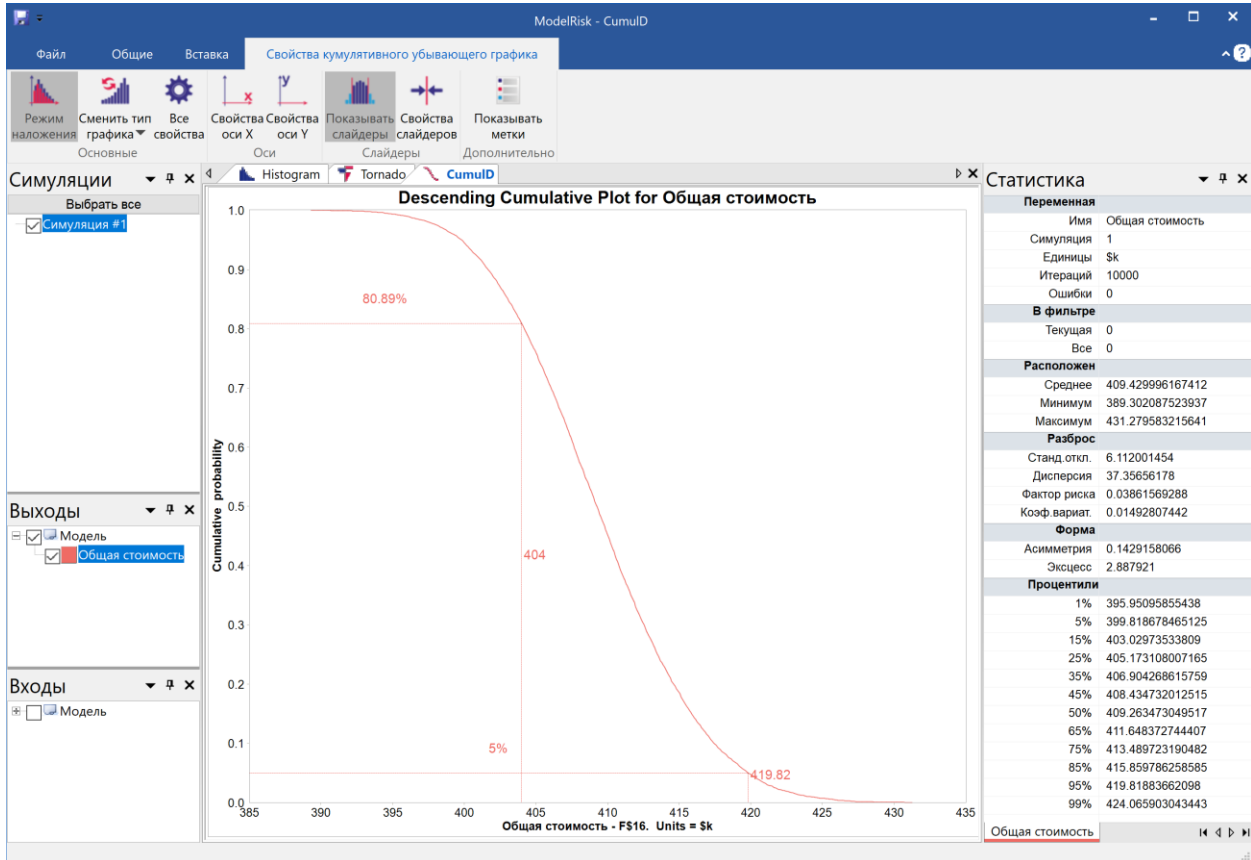 ModelRisk - CumulD
Файл Общие Вставка Свойства кумулятивного убывающего графика
Режим наложения
Сменить тип графика
Все свойства
Свойства оси X
Свойства оси Y
Показывать слайдеры
Свойства слайдеров
Показывать метки
Основные Оси Слайдеры Дополнительно
Симуляции
Выбрать все
Симуляция #1
Выходы
Модель
Общая стоимость
Входы
Модель
Histogram Tornado CumulD
Descending Cumulative Plot for Общая стоимость
Cumulative probability
1.0
0.9
0.8
0.7
0.6
0.5
0.4
0.3
0.2
0.1
0.0
80.89%
404
5%
419.82
385 390 395 400 405 410 415 420 425 430 435
Общая стоимость - F$16. Units = $k
Статистика
Переменная
Имя Общая стоимость
Симуляция 1
Единицы $k
Итераций 10000
Ошибки 0
В фильтре
Текущая 0
Все 0
Расположен
Среднее 409.429996167412
Минимум 389.302087523937
Максимум 431.279583215641
Разброс
Станд.откл. 6.112001454
Дисперсия 37.35656178
Фактор риска 0.03861569288
Коэф.вариат. 0.01492807442
Форма
Асимметрия 0.1429158066
Эксцесс 2.887921
Процентили
1% 395.95095855438
5% 399.818678465125
15% 403.02973533809
25% 405.173108007165
35% 406.904268615759
45% 408.434732012515
50% 409.263473049517
65% 411.648372744407
75% 413.489723190482
85% 415.859786258585
95% 419.81883662098
99% 424.065903043443
Общая стоимость